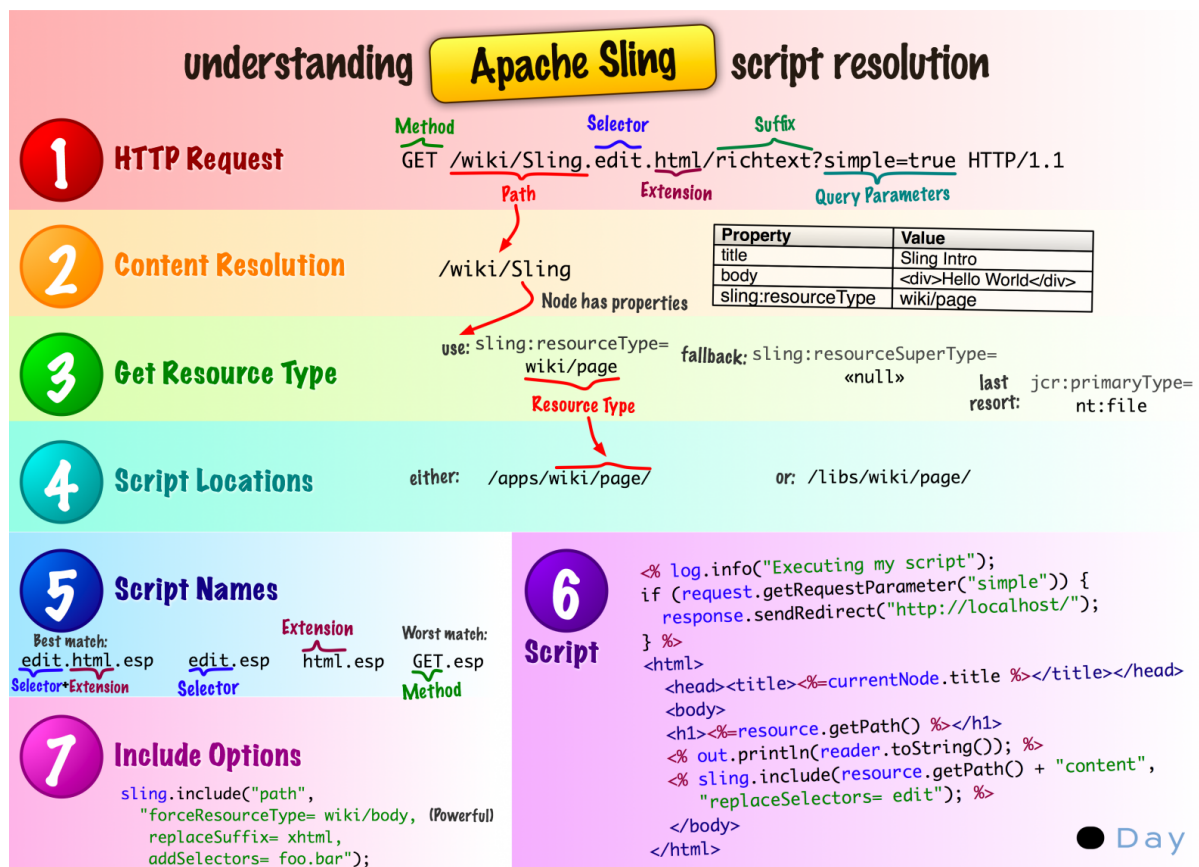 understanding Apache Sling script resolution
1 HTTP Request
Method
Selector
Suffix
GET /wiki/Sling.edit.html/richtext?simple=true HTTP/1.1
Path
Extension
Query Parameters
2 Content Resolution
/wiki/Sling
Node has properties
Property Value
title Sling Intro
body <div>Hello World</div>
sling:resourceType wiki/page
3 Get Resource Type
use: sling:resourceType=
wiki/page
Resource Type
fallback: sling:resourceSuperType=
«null»
last resort: jcr:primaryType=
nt:file
4 Script Locations
either: /apps/wiki/page/
or: /libs/wiki/page/
5 Script Names
Best match:
edit.html.esp
Selector+Extension
edit.esp
Selector
Extension
html.esp
Worst match:
GET.esp
Method
6 Script
<% log.info("Executing my script");
if (request.getRequestParameter("simple")) {
response.sendRedirect("http://localhost/");
} %>
<html>
<head><title><%=currentNode.title %></title></head>
<body>
<h1><%=resource.getPath() %></h1>
<% out.println(reader.toString()); %>
<% sling.include(resource.getPath() + "content",
"replaceSelectors= edit"); %>
</body>
</html>
7 Include Options
sling.include("path",
"forceResourceType= wiki/body, (Powerful)
replaceSuffix= xhtml,
addSelectors= foo.bar");
Day